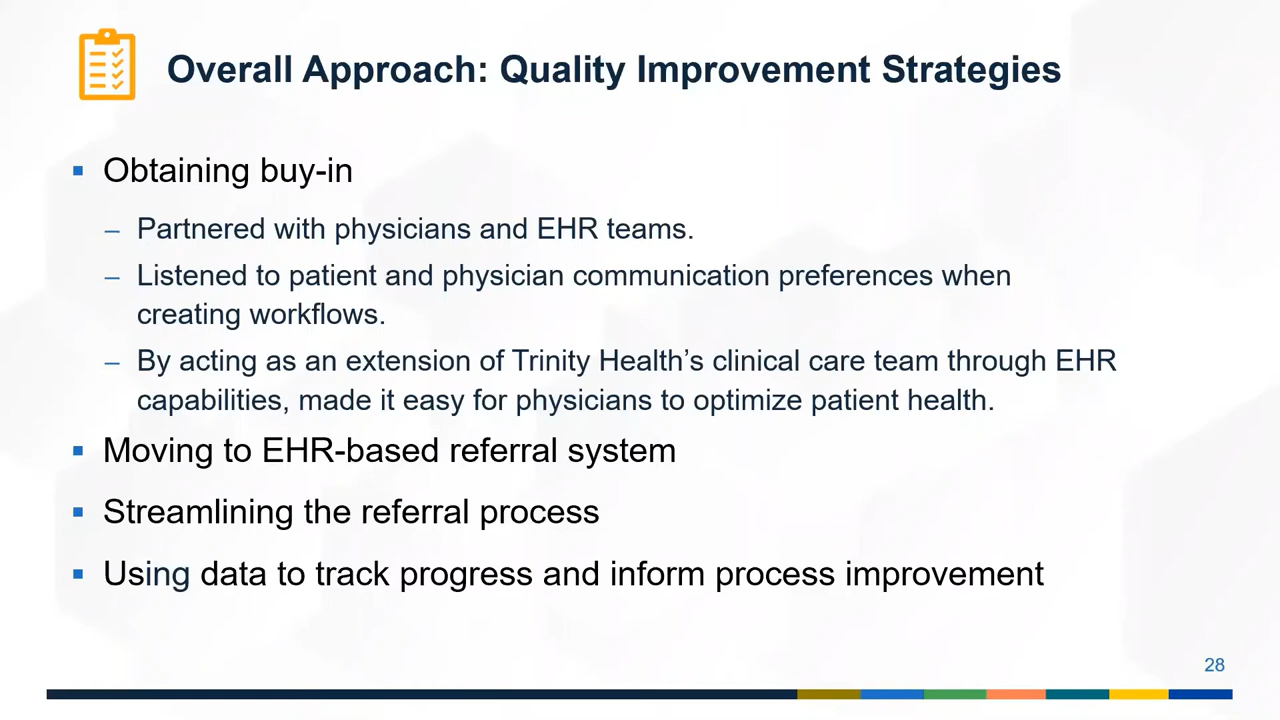 Overall Approach: Quality Improvement Strategies
▪ Obtaining buy-in
– Partnered with physicians and EHR teams.
– Listened to patient and physician communication preferences when
creating workflows.
– By acting as an extension of Trinity Health’s clinical care team through EHR
capabilities, made it easy for physicians to optimize patient health.
▪ Moving to EHR-based referral system
▪ Streamlining the referral process
▪ Using data to track progress and inform process improvement
28